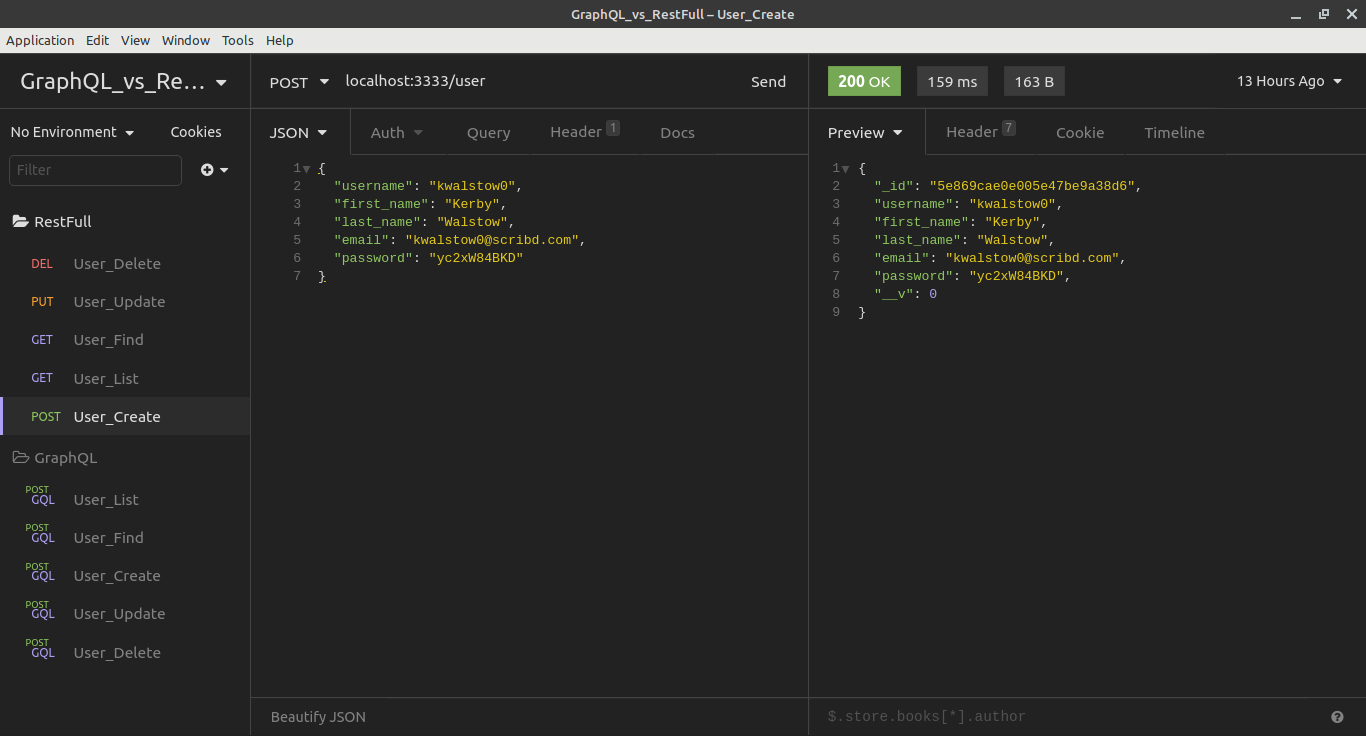 GraphQL_vs_RestFull – User_Create
Application Edit View Window Tools Help
GraphQL_vs_Re...
No Environment Cookies
Filter
RestFull
DEL User_Delete
PUT User_Update
GET User_Find
GET User_List
POST User_Create
GraphQL
POST GQL User_List
POST GQL User_Find
POST GQL User_Create
POST GQL User_Update
POST GQL User_Delete
POST localhost:3333/user Send
JSON Auth Query Header 1 Docs
1 {
2 "username": "kwalstow0",
3 "first_name": "Kerby",
4 "last_name": "Walstow",
5 "email": "kwalstow0@scribd.com",
6 "password": "yc2xW84BKD"
7 }
Beautify JSON
200 OK 159 ms 163 B 13 Hours Ago
Preview Header 7 Cookie Timeline
1 {
2 "_id": "5e869cae0e005e47be9a38d6",
3 "username": "kwalstow0",
4 "first_name": "Kerby",
5 "last_name": "Walstow",
6 "email": "kwalstow0@scribd.com",
7 "password": "yc2xW84BKD",
8 "__v": 0
9 }
$.store.books[*].author